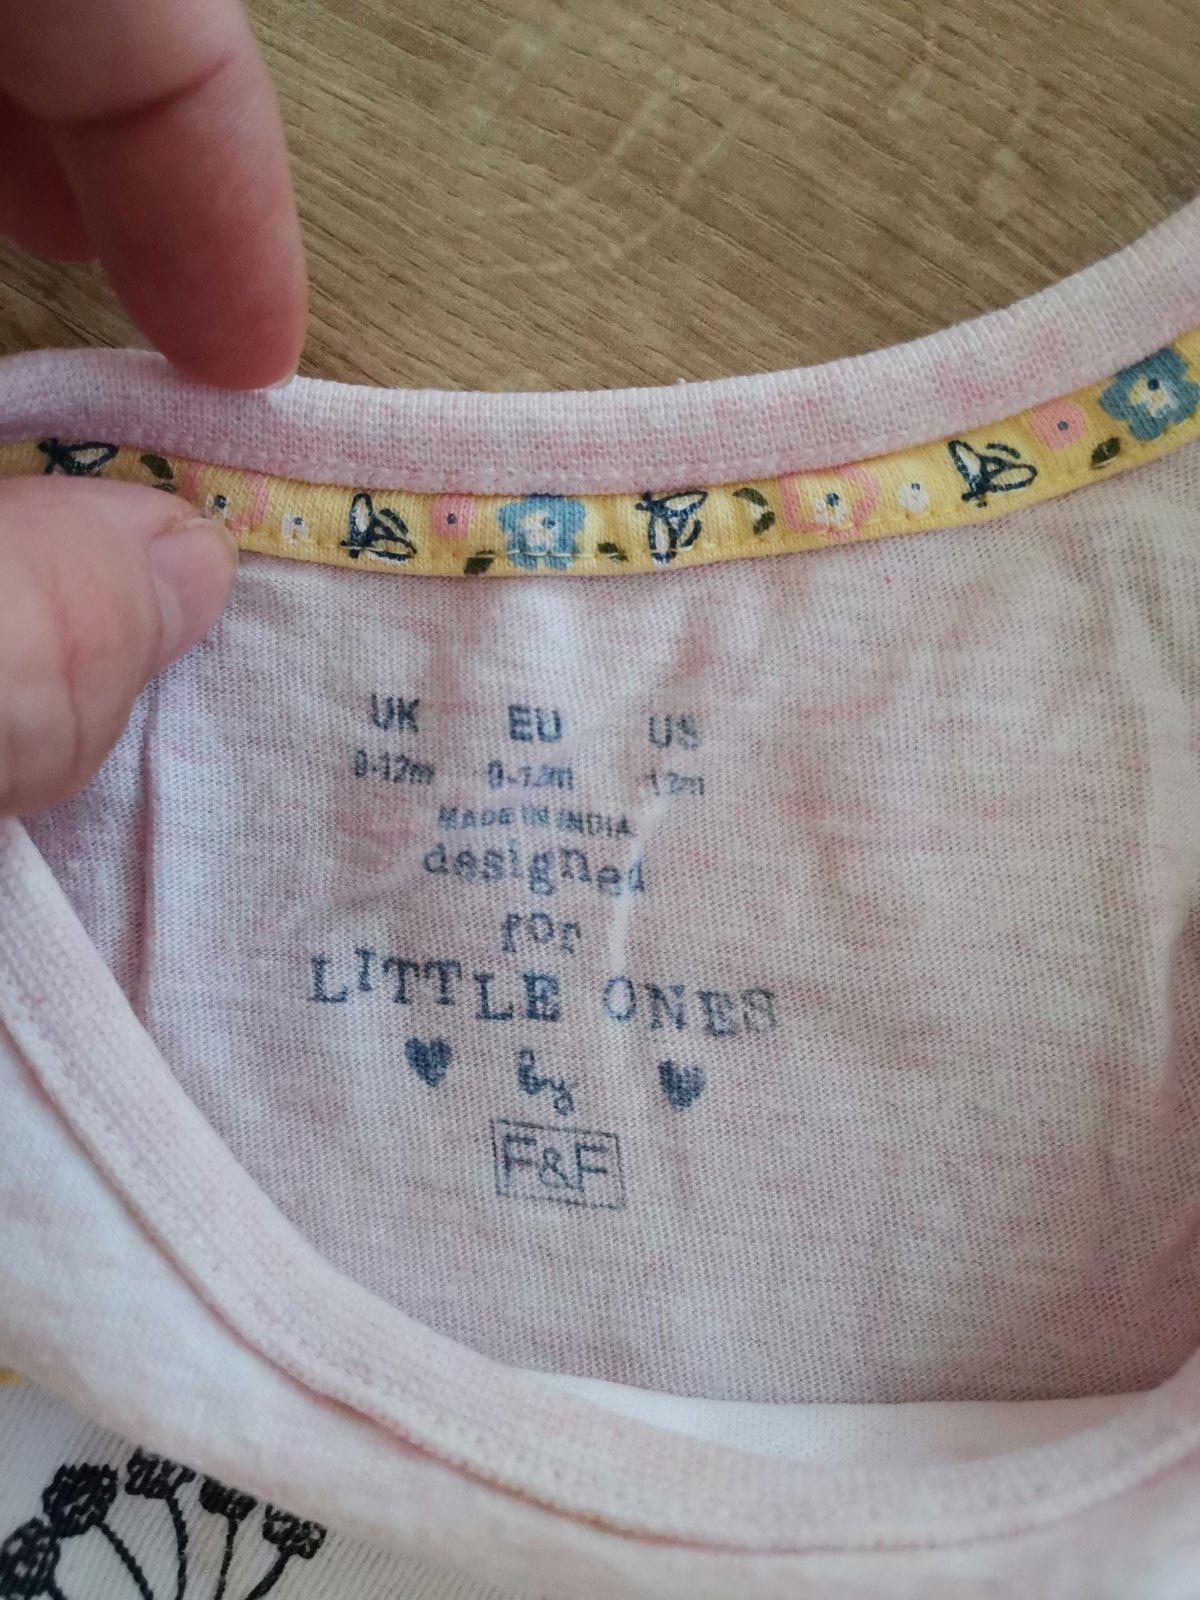 UK EU US
9-12m 9-12m 12m
MADE IN INDIA
designed
for
LITTLE ONES
by
F&F